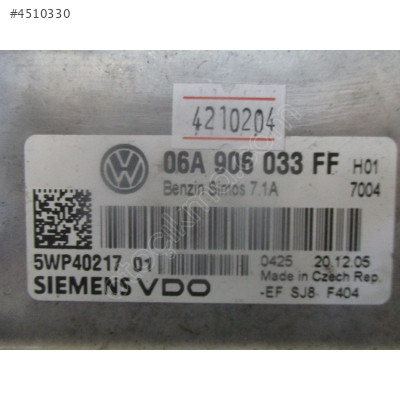 #4510330
4210204
06A 906 033 FF H01
Benzin Simos 7.1A 7004
5WP40217 01
0425 20.12.05
Made in Czech Rep.
SIEMENS VDO
-EF SJ8 F404